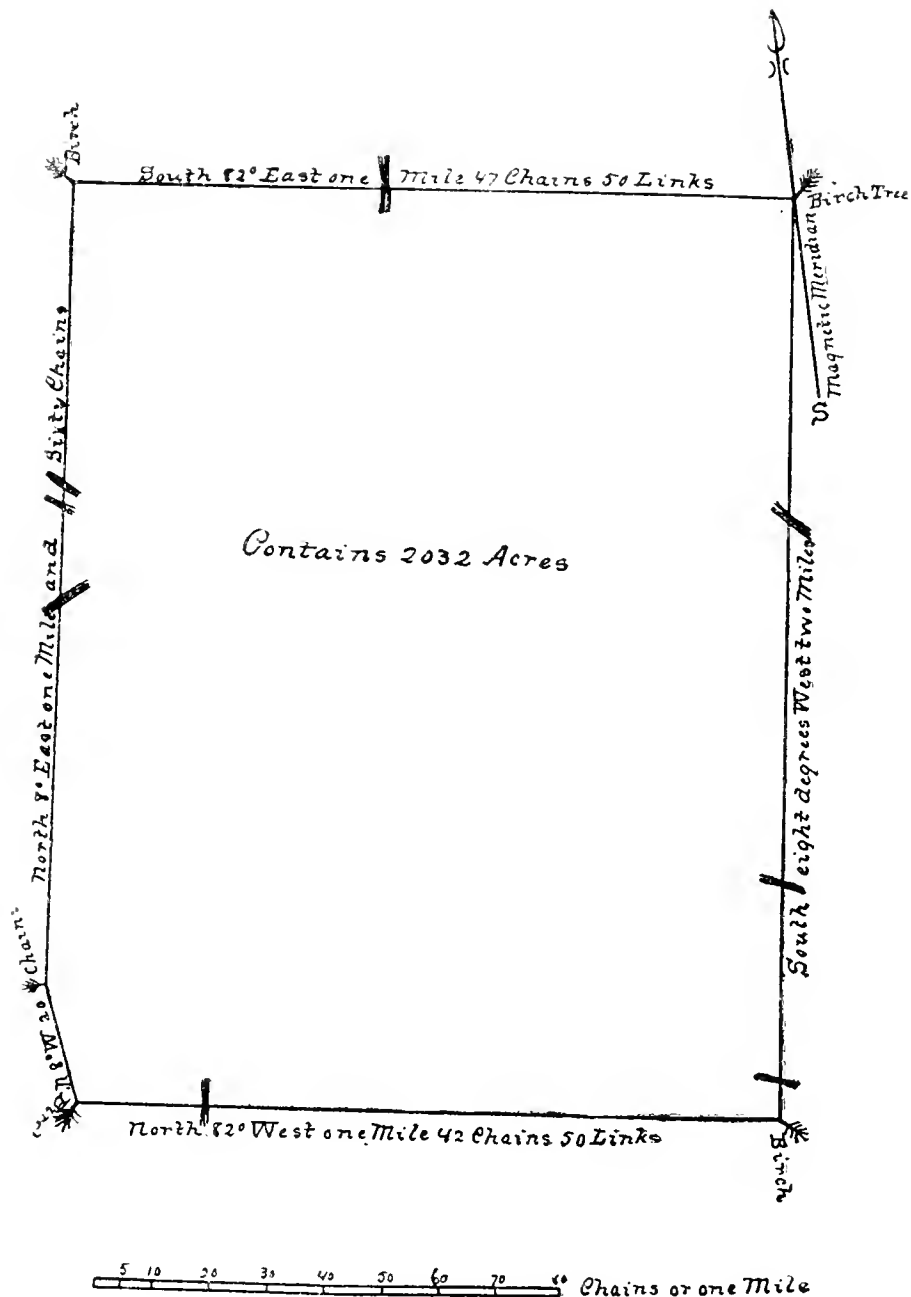 Birch
South 82° East one Mile 47 Chains 50 Links
Birch Tree
Magnetic Meridian
S
North 8° East one Mile and Sixty Chains
Contains 2032 Acres
South eight degrees West two Miles
N 8° W 20 Chains
North 82° West one Mile 42 Chains 50 Links
Birch
5 10 20 30 40 50 60 70 80 Chains or one Mile